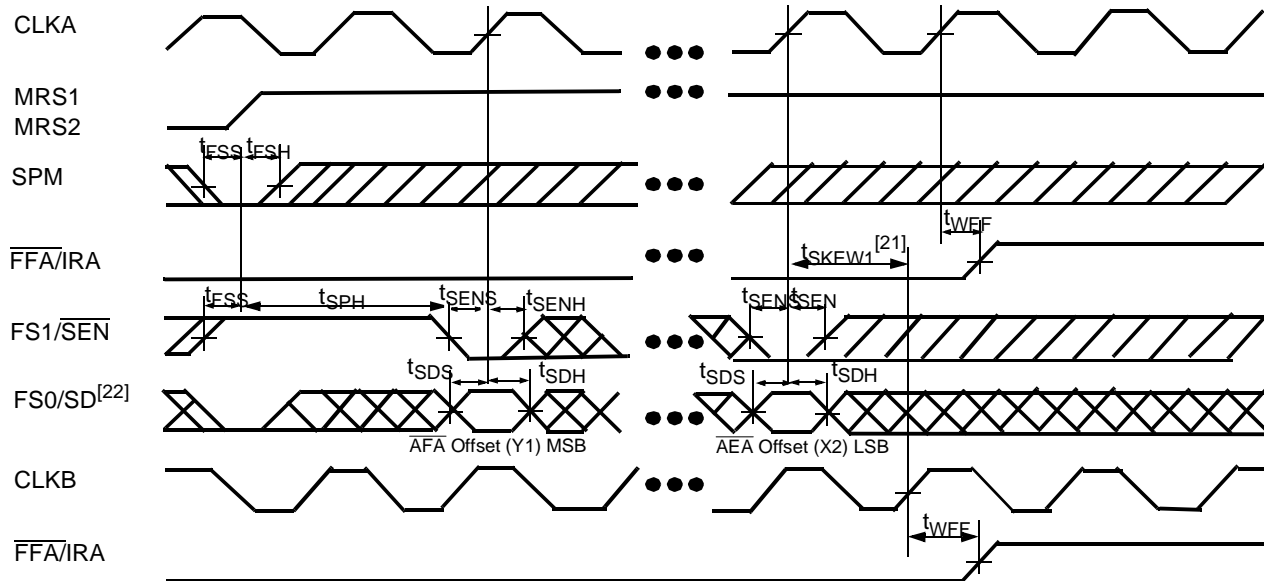 CLKA
MRS1
MRS2
tFSS tFSH
SPM
tWFF
FFA/IRA
tSKEW1[21]
tFSS tSPH tSENS tSENH
tSENS tSEN
FS1/SEN
tSDS tSDH
tSDS tSDH
FS0/SD[22]
AFA Offset (Y1) MSB
AEA Offset (X2) LSB
CLKB
tWFF
FFA/IRA